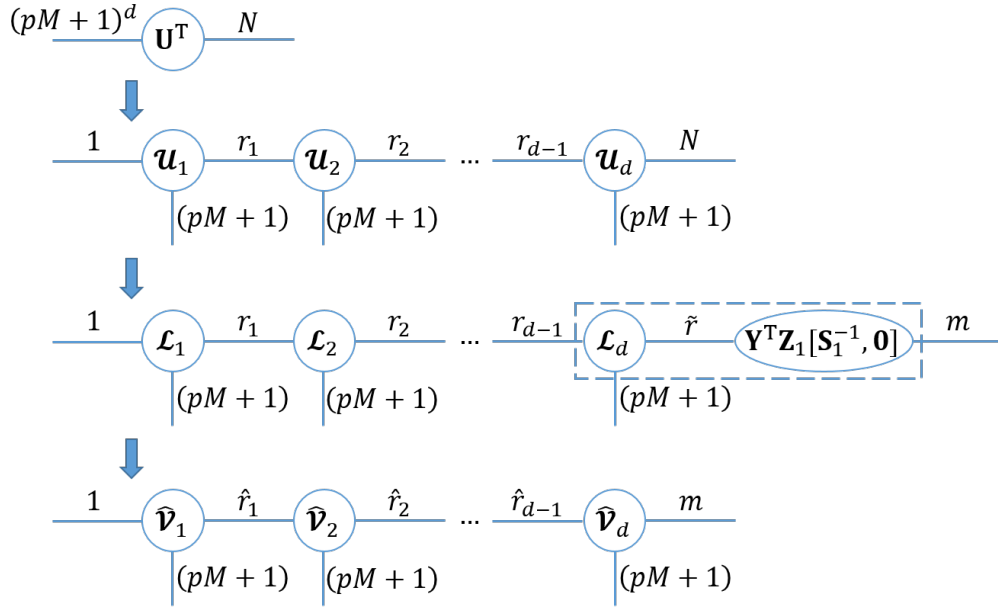 (pM + 1)^d U^T N
1 r_1 r_2 r_{d−1} N
𝓤_1 𝓤_2 ... 𝓤_d
(pM + 1) (pM + 1) (pM + 1)
1 r_1 r_2 r_{d−1} r̃ m
𝓛_1 𝓛_2 ... 𝓛_d Y^T Z_1[S_1^{−1}, 0]
(pM + 1) (pM + 1) (pM + 1)
1 r̂_1 r̂_2 r̂_{d−1} m
𝓥̂_1 𝓥̂_2 ... 𝓥̂_d
(pM + 1) (pM + 1) (pM + 1)